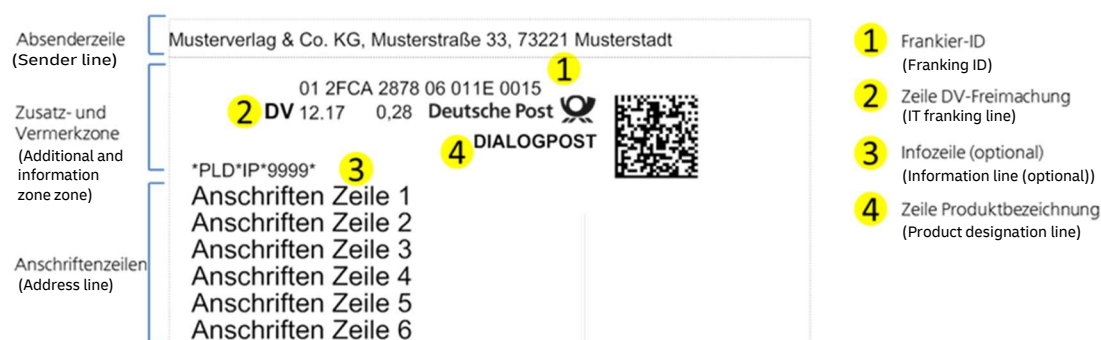 Absenderzeile
(Sender line)
Musterverlag & Co. KG, Musterstraße 33, 73221 Musterstadt
Zusatz- und
Vermerkzone
(Additional and
information
zone zone)
1
01 2FCA 2878 06 011E 0015
2 DV 12.17 0,28 Deutsche Post
4 DIALOGPOST
*PLD*IP*9999* 3
Anschriftenzeilen
(Address line)
Anschriften Zeile 1
Anschriften Zeile 2
Anschriften Zeile 3
Anschriften Zeile 4
Anschriften Zeile 5
Anschriften Zeile 6
1 Frankier-ID
(Franking ID)
2 Zeile DV-Freimachung
(IT franking line)
3 Infozeile (optional)
(Information line (optional))
4 Zeile Produktbezeichnung
(Product designation line)